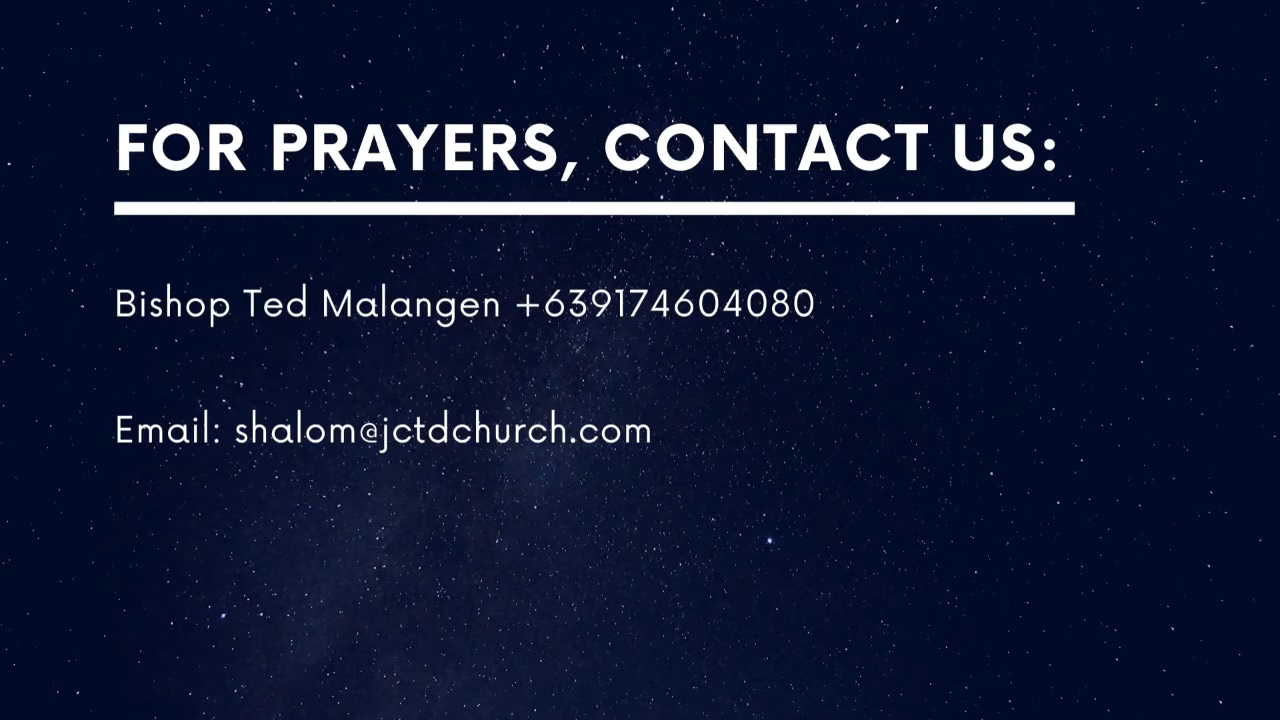 FOR PRAYERS, CONTACT US:
Bishop Ted Malangen +639174604080
Email: shalom@jctdchurch.com